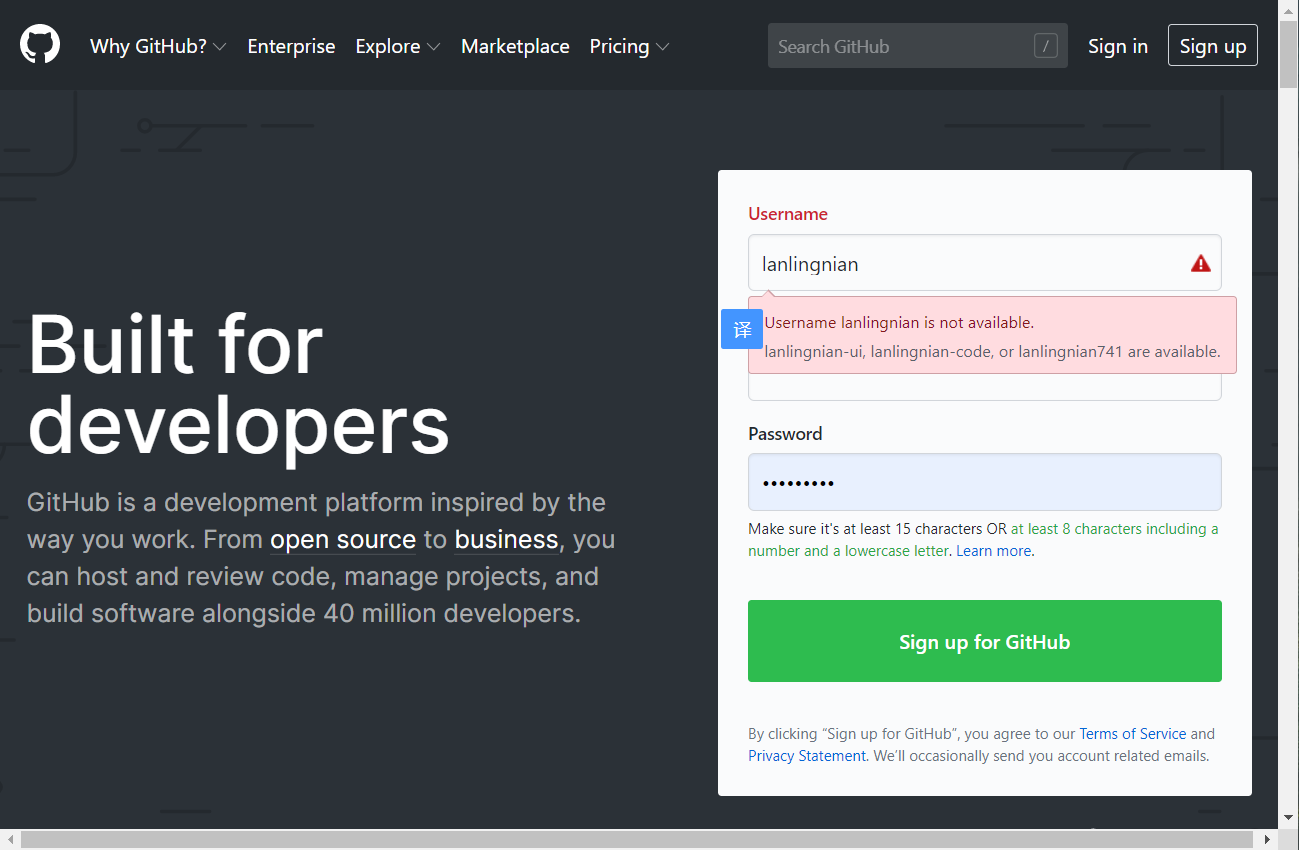 Why GitHub? Enterprise Explore Marketplace Pricing Search GitHub / Sign in Sign up
Built for
developers
GitHub is a development platform inspired by the
way you work. From open source to business, you
can host and review code, manage projects, and
build software alongside 40 million developers.
Username
lanlingnian
译
Username lanlingnian is not available.
lanlingnian-ui, lanlingnian-code, or lanlingnian741 are available.
Password
•••••••••
Make sure it's at least 15 characters OR at least 8 characters including a
number and a lowercase letter. Learn more.
Sign up for GitHub
By clicking “Sign up for GitHub”, you agree to our Terms of Service and
Privacy Statement. We’ll occasionally send you account related emails.